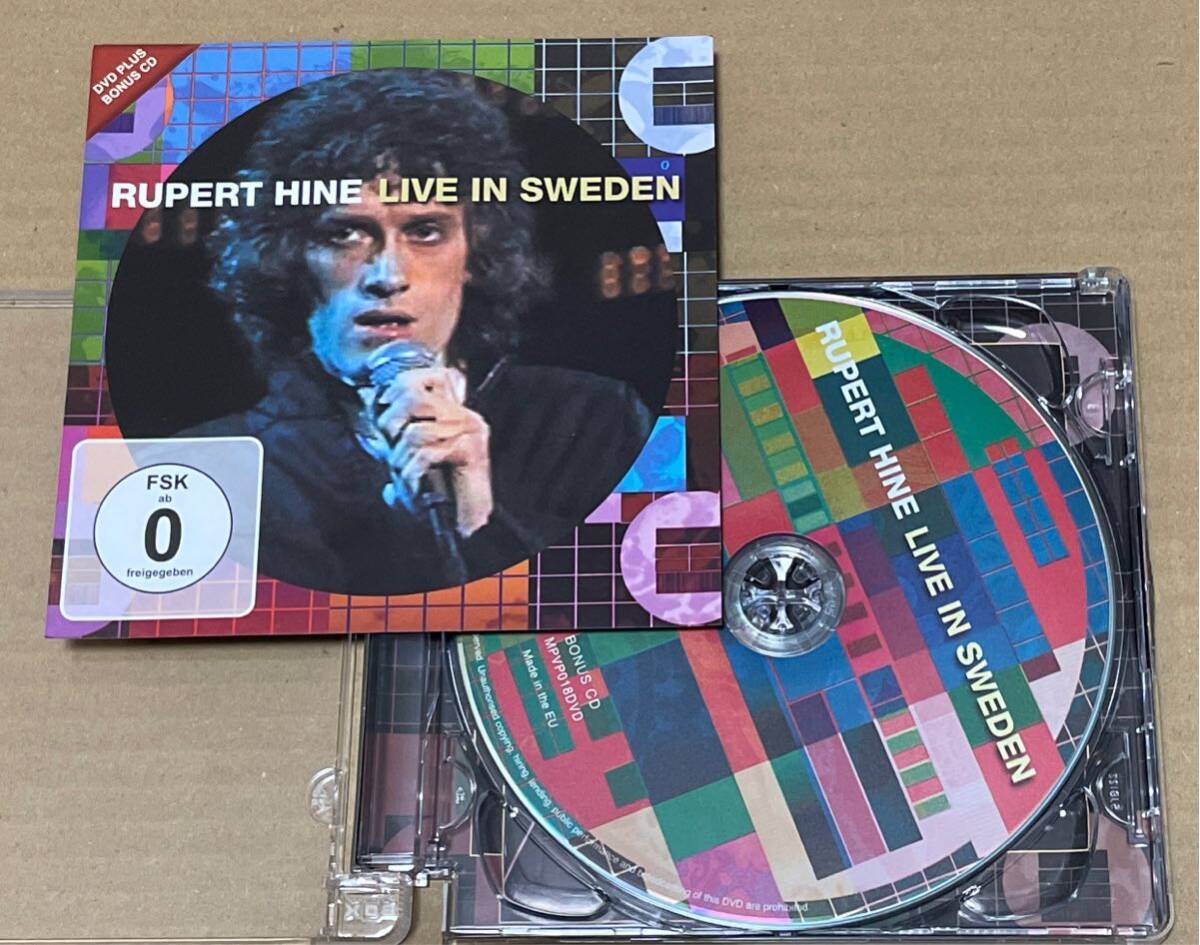 DVD PLUS
BONUS CD
RUPERT HINE LIVE IN SWEDEN
FSK
ab
0
freigegeben
RUPERT HINE LIVE IN SWEDEN
BONUS CD
MPVP018DVD
Made in the EU
Unauthorised copying, hiring, lending, public performance and broadcasting of this DVD are prohibited